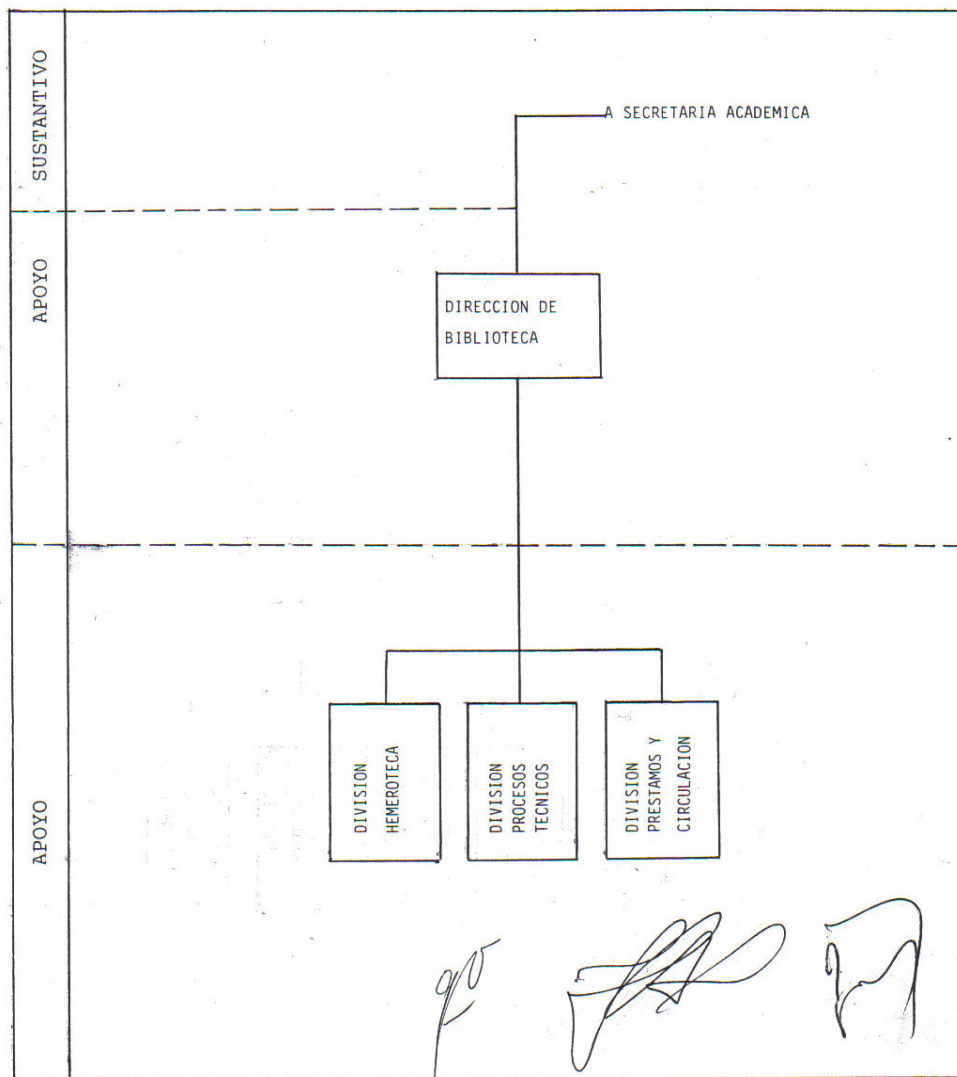 SUSTANTIVO
A SECRETARIA ACADEMICA
APOYO
DIRECCION DE
BIBLIOTECA
APOYO
DIVISION
HEMEROTECA
DIVISION
PROCESOS
TECNICOS
DIVISION
PRESTAMOS Y
CIRCULACION